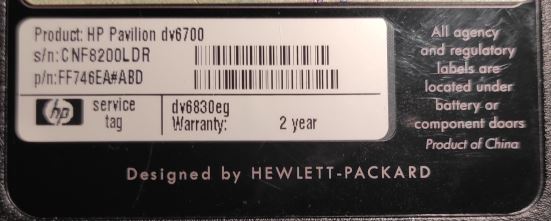 Product: HP Pavilion dv6700
s/n: CNF8200LDR
p/n: FF746EA#ABD
hp service tag
dv6830eg
Warranty: 2 year
All agency
and regulatory
labels are
located under
battery or
component doors
Product of China
Designed by HEWLETT-PACKARD